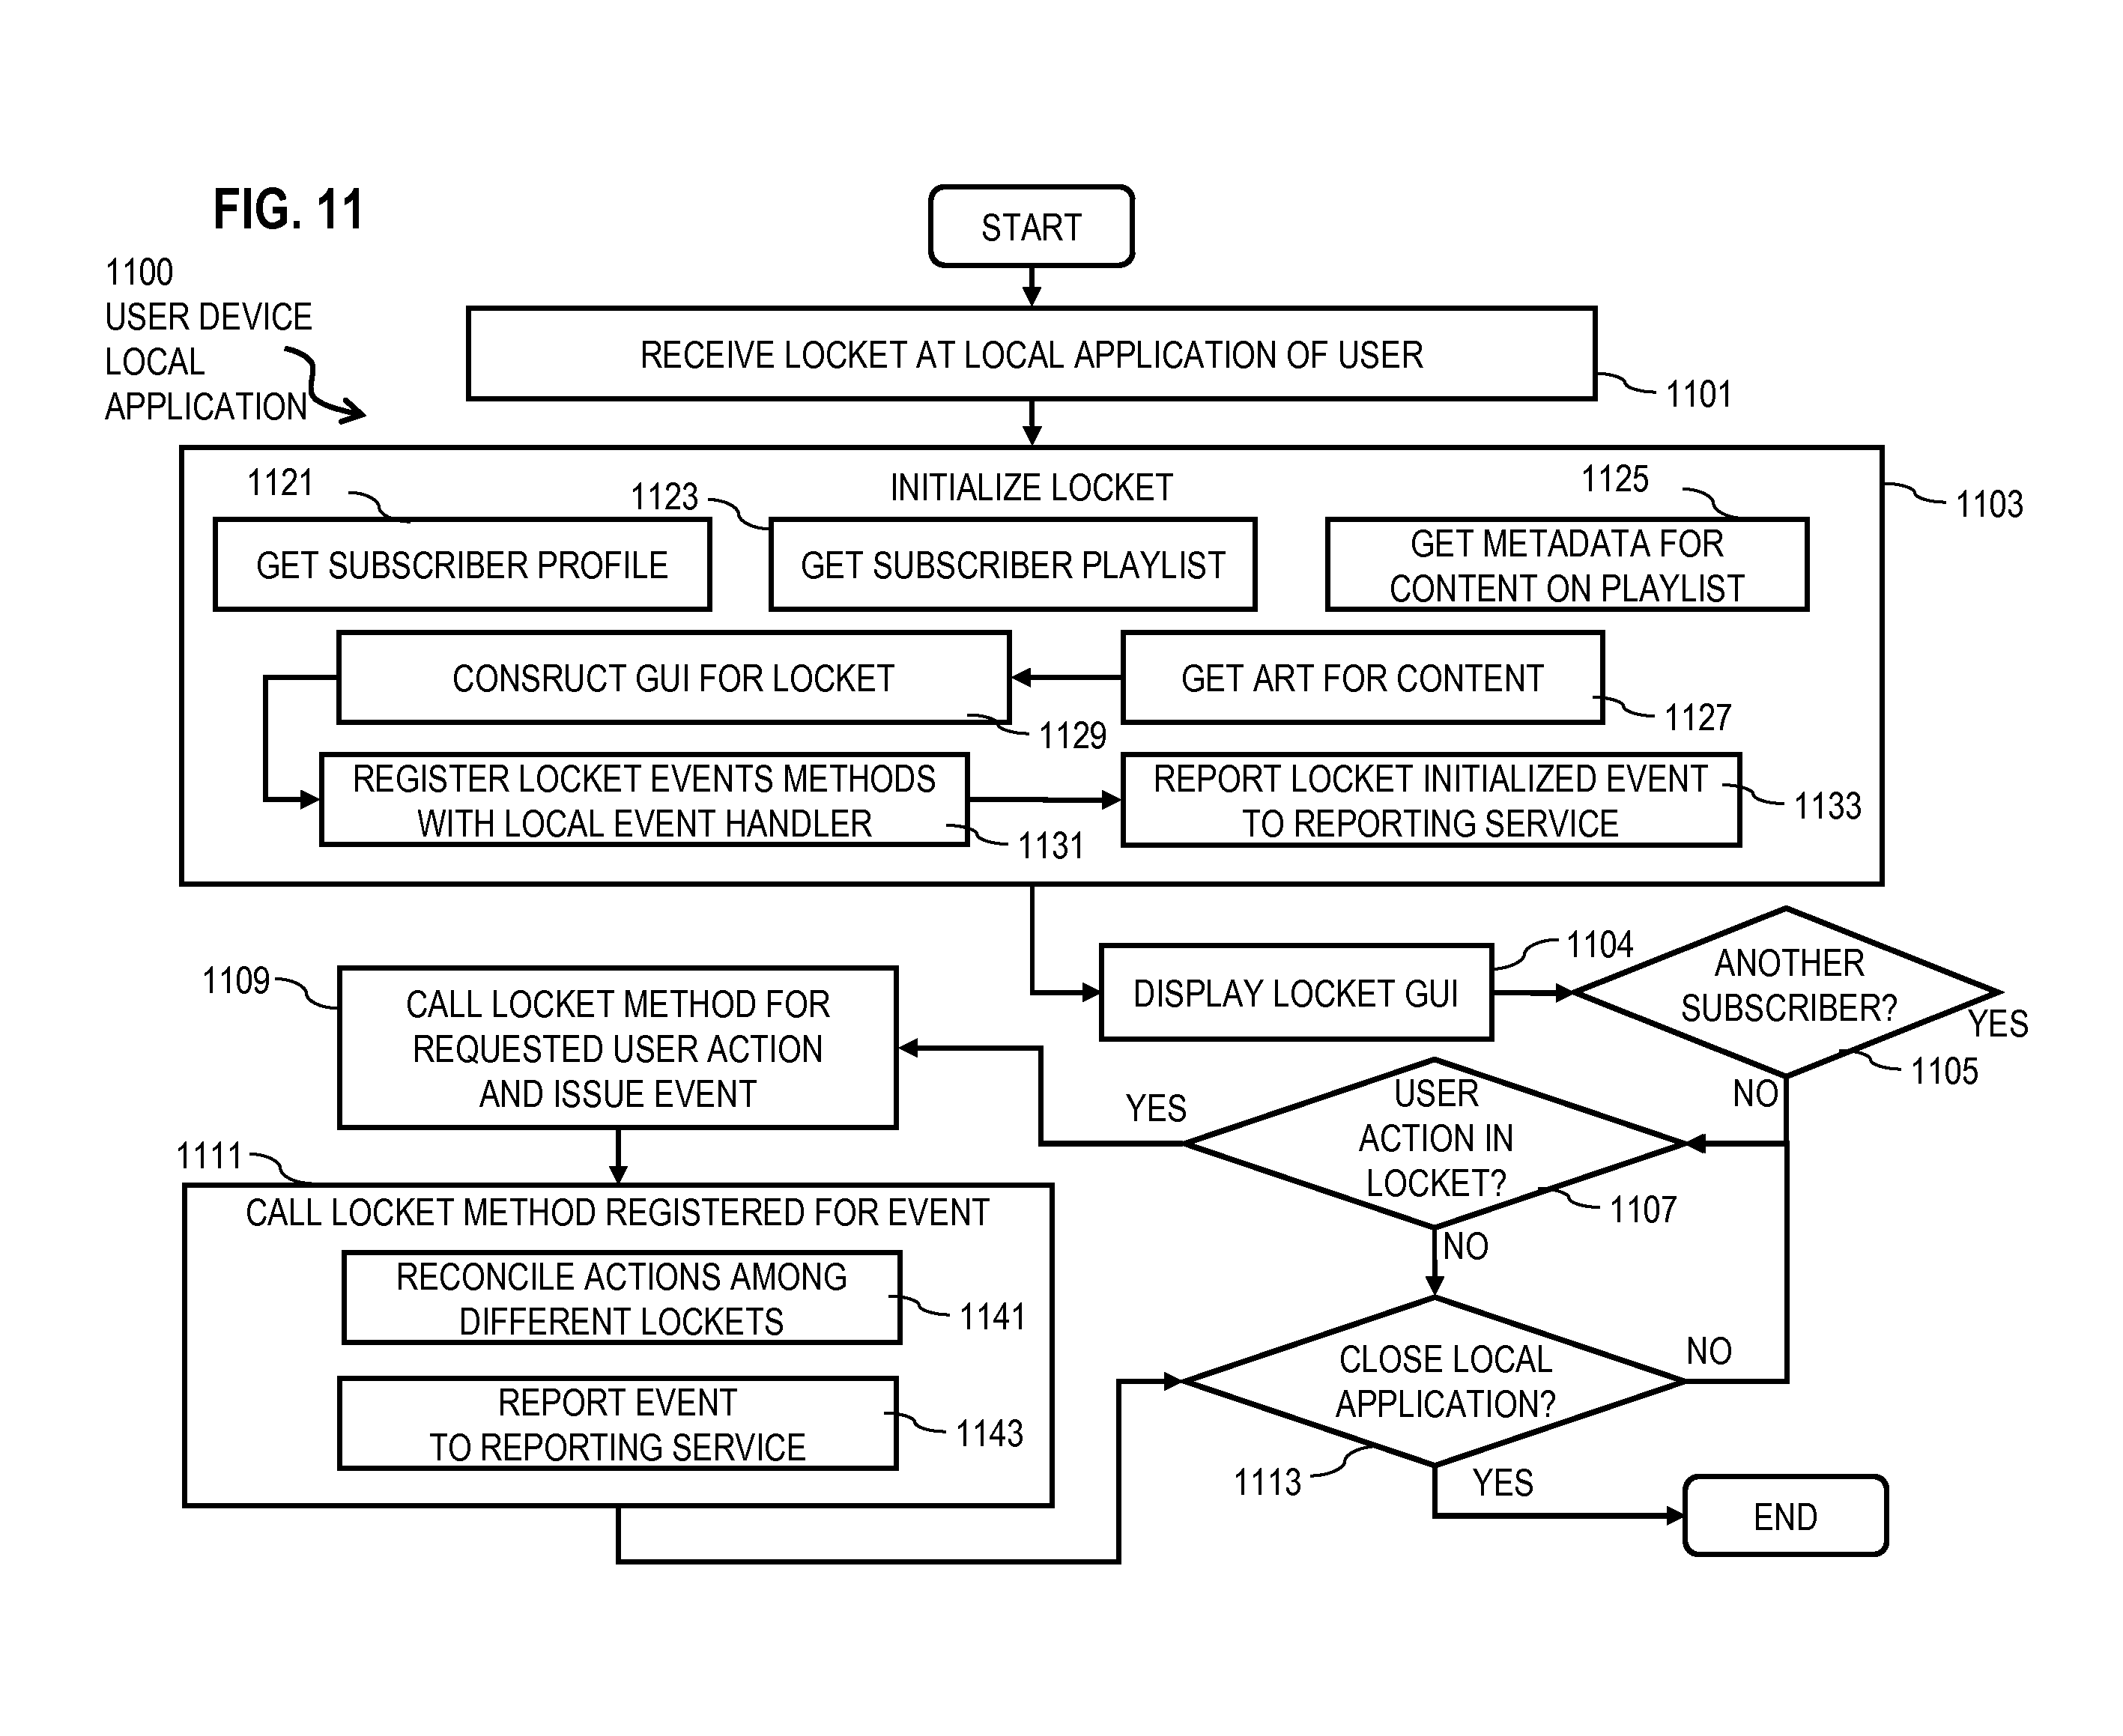 FIG. 11
START
1100
USER DEVICE
LOCAL
APPLICATION
RECEIVE LOCKET AT LOCAL APPLICATION OF USER
1101
INITIALIZE LOCKET
1103
1121
GET SUBSCRIBER PROFILE
1123
GET SUBSCRIBER PLAYLIST
1125
GET METADATA FOR
CONTENT ON PLAYLIST
GET ART FOR CONTENT
1127
CONSRUCT GUI FOR LOCKET
1129
REGISTER LOCKET EVENTS METHODS
WITH LOCAL EVENT HANDLER
1131
REPORT LOCKET INITIALIZED EVENT
TO REPORTING SERVICE
1133
DISPLAY LOCKET GUI
1104
ANOTHER
SUBSCRIBER?
YES
1105
NO
USER
ACTION IN
LOCKET?
YES
1107
NO
1109
CALL LOCKET METHOD FOR
REQUESTED USER ACTION
AND ISSUE EVENT
1111
CALL LOCKET METHOD REGISTERED FOR EVENT
RECONCILE ACTIONS AMONG
DIFFERENT LOCKETS
1141
REPORT EVENT
TO REPORTING SERVICE
1143
CLOSE LOCAL
APPLICATION?
NO
1113
YES
END